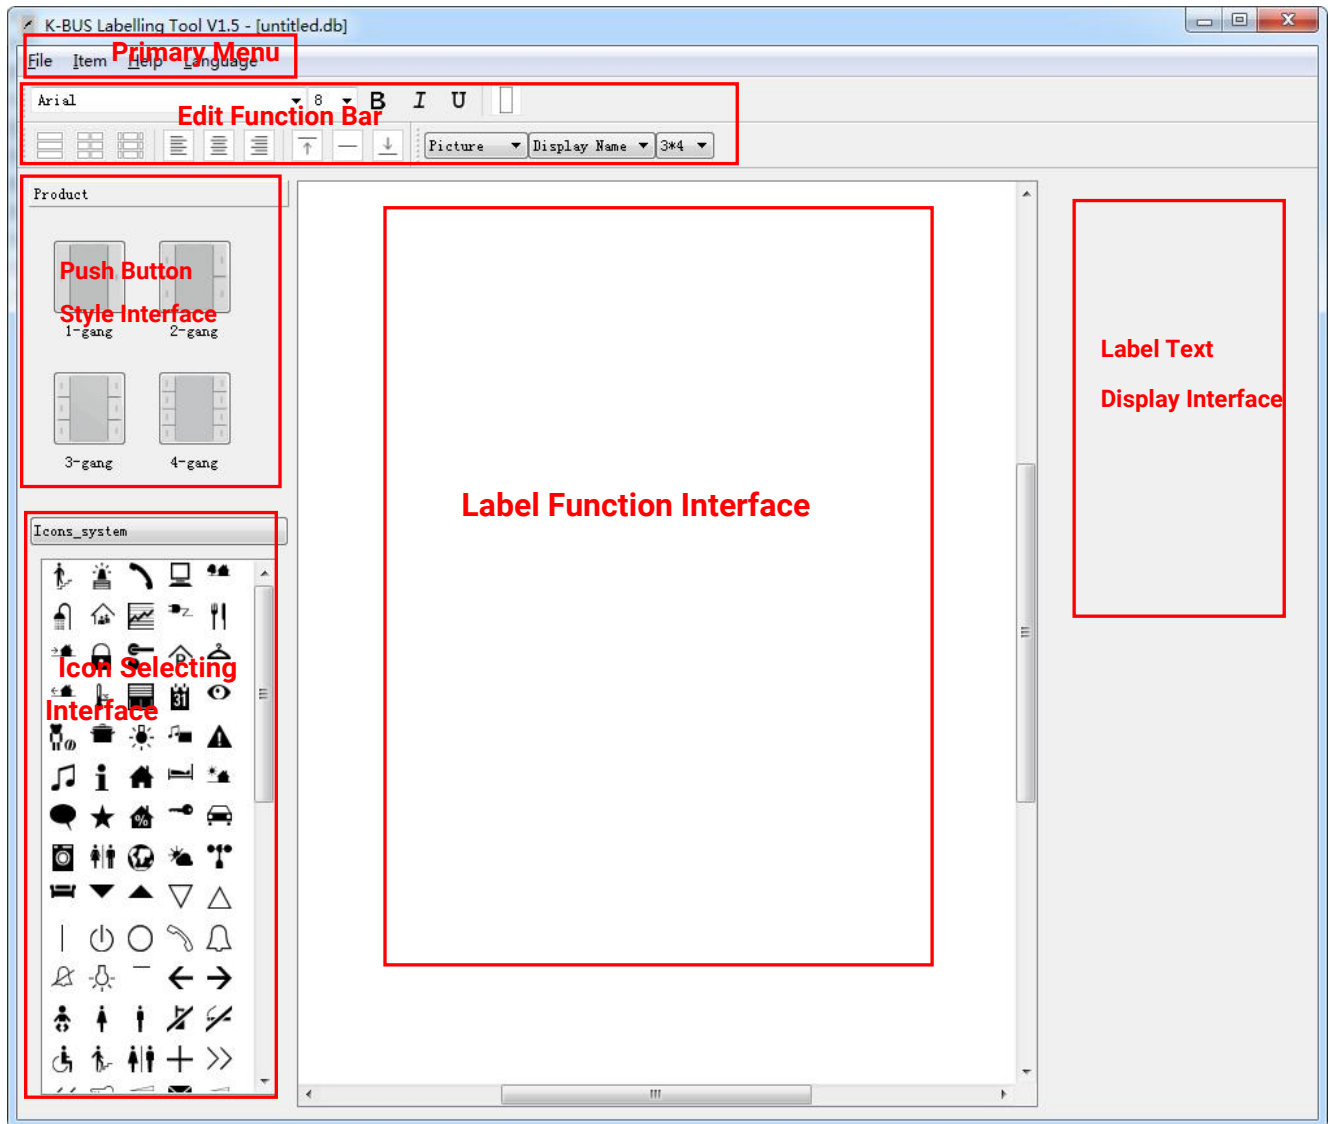 K-BUS Labelling Tool V1.5 - [untitled.db]
File Item Help Language
Primary Menu
Arial 8 B I U
Edit Function Bar
Picture Display Name 3*4
Product
Push Button
Style Interface
1-gang 2-gang
3-gang 4-gang
Label Function Interface
Label Text
Display Interface
Icons_system
Icon Selecting
Interface
P
31
%